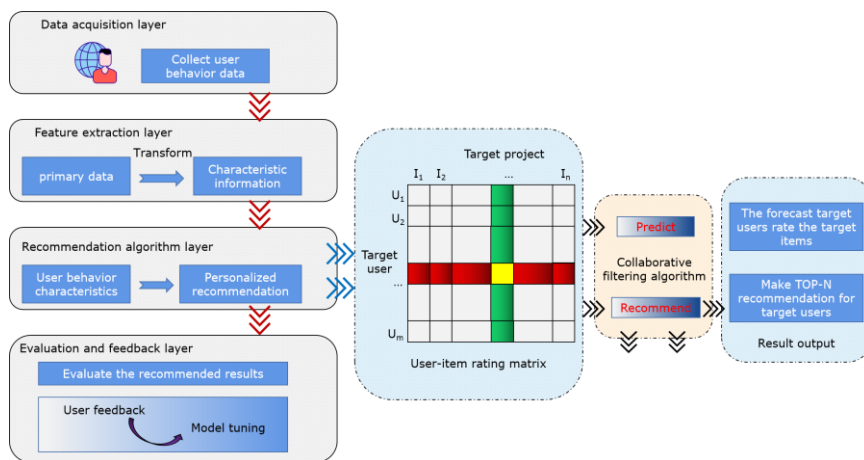 Data acquisition layer
Collect user
behavior data
Feature extraction layer
primary data
Transform
Characteristic
information
Recommendation algorithm layer
User behavior
characteristics
Personalized
recommendation
Evaluation and feedback layer
Evaluate the recommended results
User feedback
Model tuning
Target project
I1 I2 ... In
U1
U2
Target
user
...
Um
User-item rating matrix
Predict
Collaborative
filtering algorithm
Recommend
The forecast target
users rate the target
items
Make TOP-N
recommendation for
target users
Result output